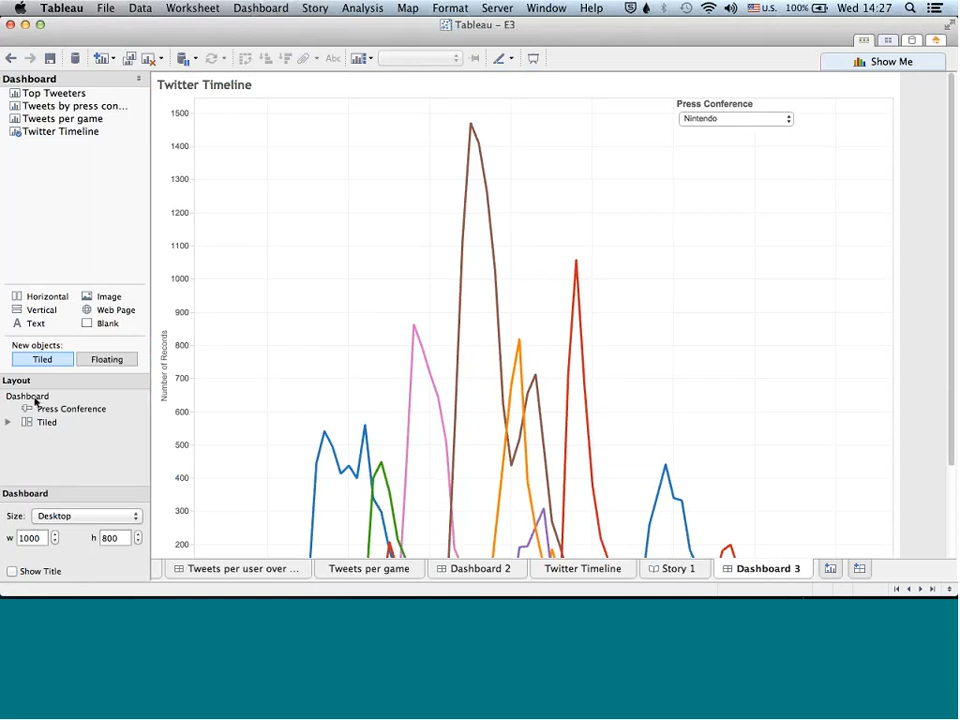 Tableau File Data Worksheet Dashboard Story Analysis Map Format Server Window Help U.S. 100% Wed 14:27
Tableau - E3
Abc
Show Me
Dashboard
Top Tweeters
Tweets by press con...
Tweets per game
Twitter Timeline
Horizontal Image
Vertical Web Page
A Text Blank
New objects:
Tiled Floating
Layout
Dashboard
Press Conference
Tiled
Dashboard
Size: Desktop
w 1000 h 800
Show Title
Twitter Timeline
Press Conference
Nintendo
Number of Records
1500
1400
1300
1200
1100
1000
900
800
700
600
500
400
300
200
Tweets per user over ... Tweets per game Dashboard 2 Twitter Timeline Story 1 Dashboard 3